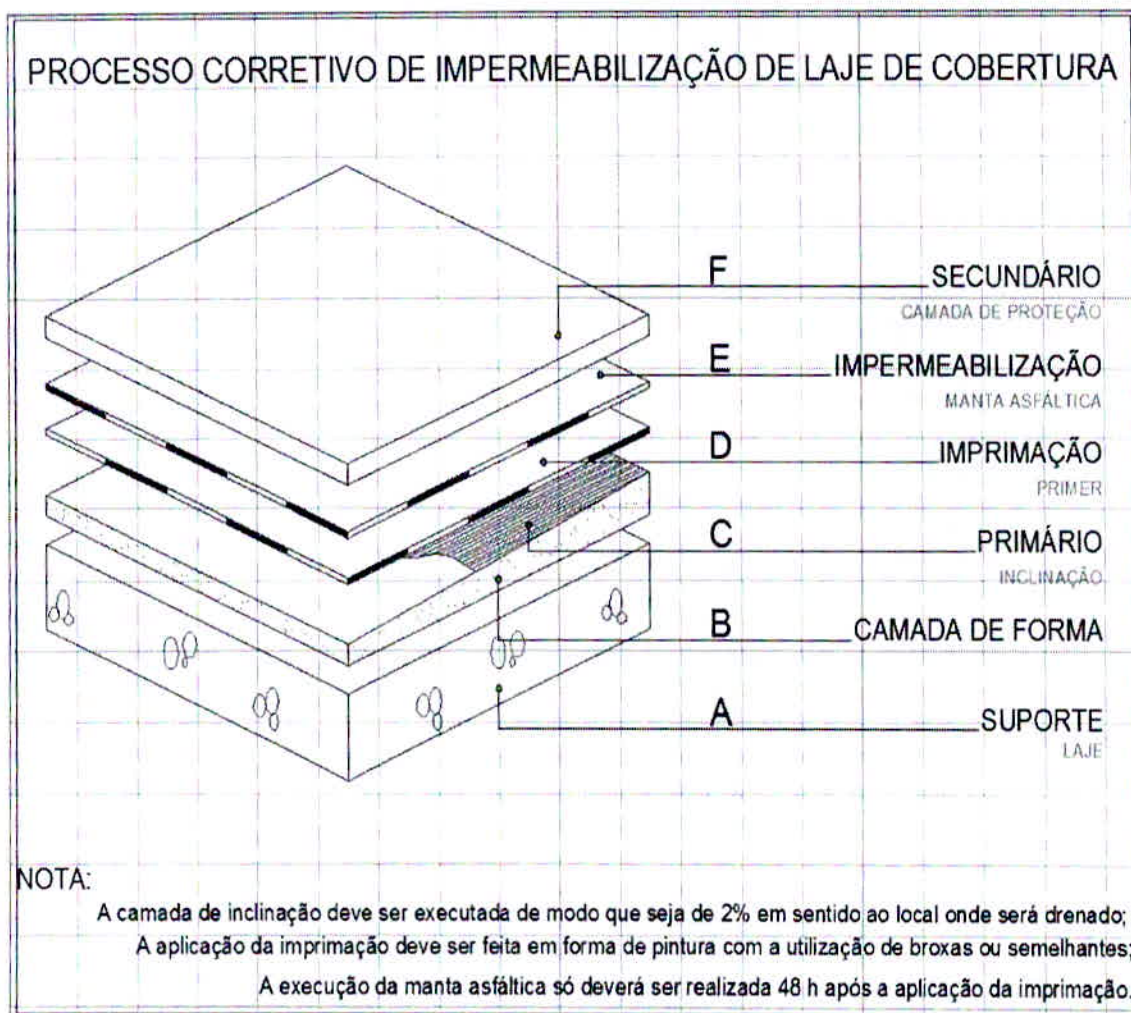 PROCESSO CORRETIVO DE IMPERMEABILIZAÇÃO DE LAJE DE COBERTURA
F SECUNDÁRIO
CAMADA DE PROTEÇÃO
E IMPERMEABILIZAÇÃO
MANTA ASFÁLTICA
D IMPRIMAÇÃO
PRIMER
C PRIMÁRIO
INCLINAÇÃO
B CAMADA DE FORMA
A SUPORTE
LAJE
NOTA:
A camada de inclinação deve ser executada de modo que seja de 2% em sentido ao local onde será drenado;
A aplicação da imprimação deve ser feita em forma de pintura com a utilização de broxas ou semelhantes;
A execução da manta asfáltica só deverá ser realizada 48 h após a aplicação da imprimação.